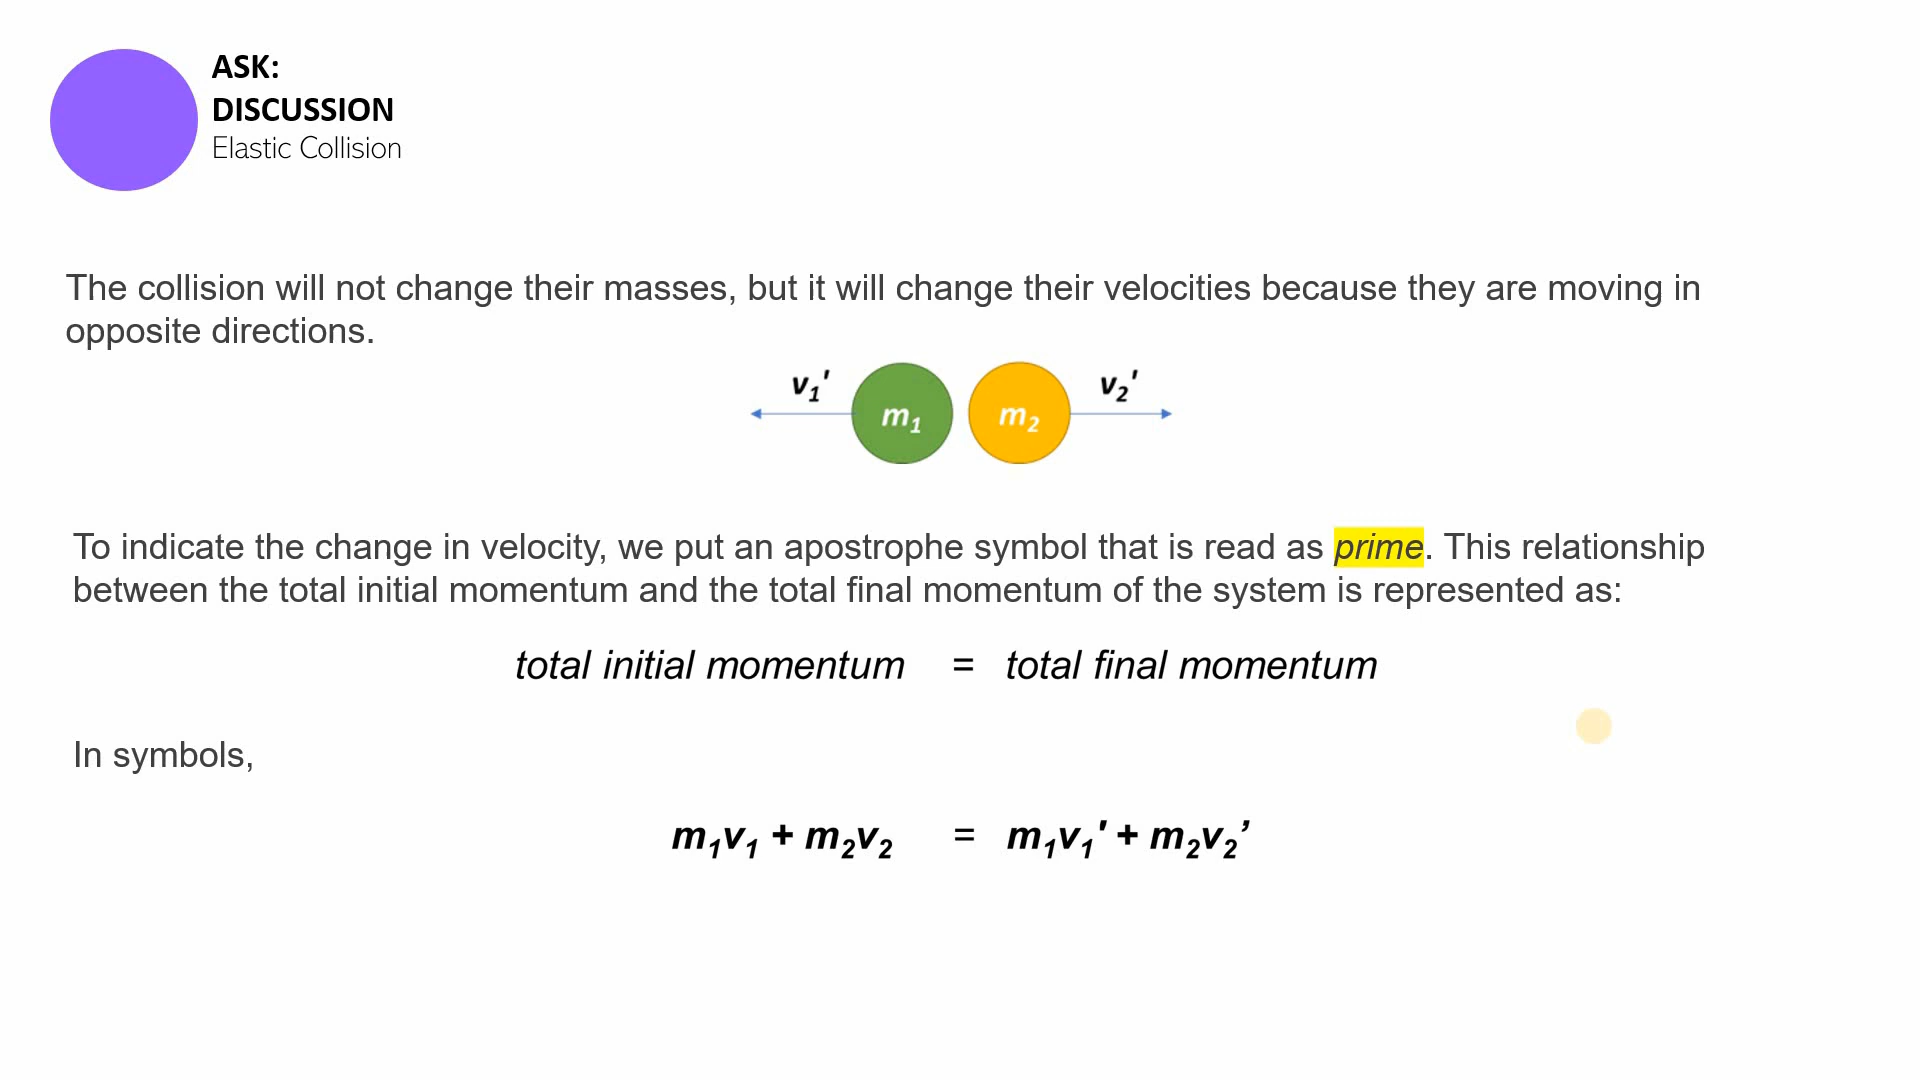 ASK:
DISCUSSION
Elastic Collision
The collision will not change their masses, but it will change their velocities because they are moving in
opposite directions.
v₁' m₁ m₂ v₂'
To indicate the change in velocity, we put an apostrophe symbol that is read as prime. This relationship
between the total initial momentum and the total final momentum of the system is represented as:
total initial momentum = total final momentum
In symbols,
m₁v₁ + m₂v₂ = m₁v₁' + m₂v₂’